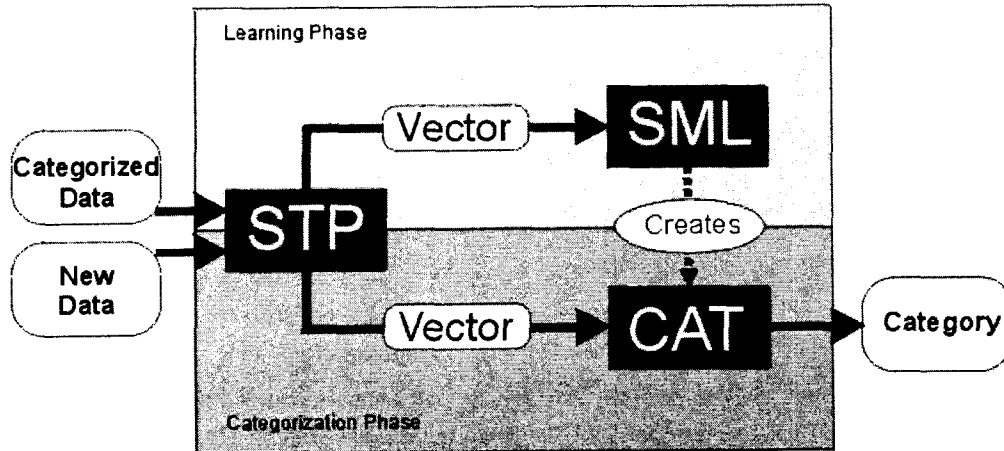 Learning Phase
Vector
SML
Categorized
Data
STP
Creates
New
Data
Vector
CAT
Category
Categorization Phase